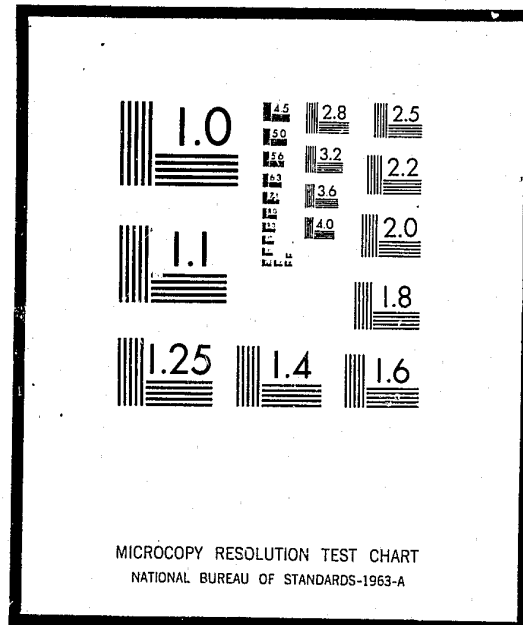 1.0 4.5 2.8 2.5
5.0
5.6 3.2 2.2
6.3 3.6
7.1
4.0 2.0
1.1
1.8
1.25 1.4 1.6
MICROCOPY RESOLUTION TEST CHART
NATIONAL BUREAU OF STANDARDS-1963-A